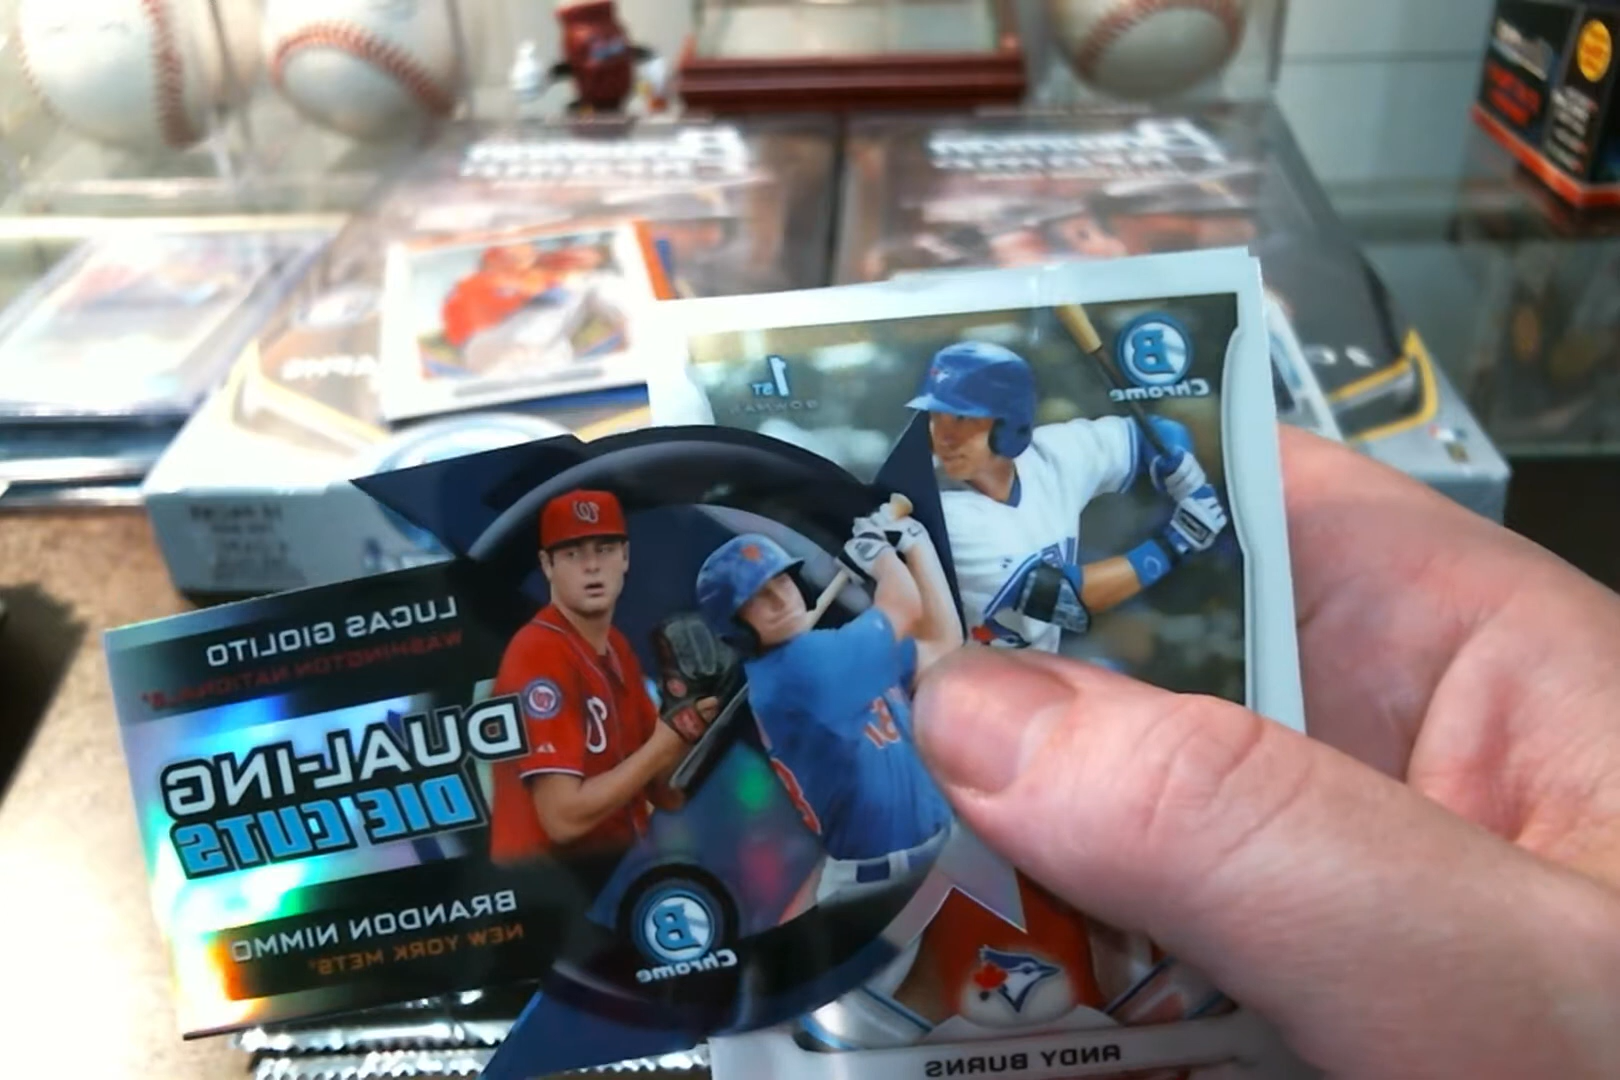 1ST
BOWMAN
B
Chrome
LUCAS GIOLITO
WASHINGTON NATIONALS
DUAL-ING
DIE CUTS
BRANDON NIMMO
NEW YORK METS
B
Chrome
ANDY BURNS